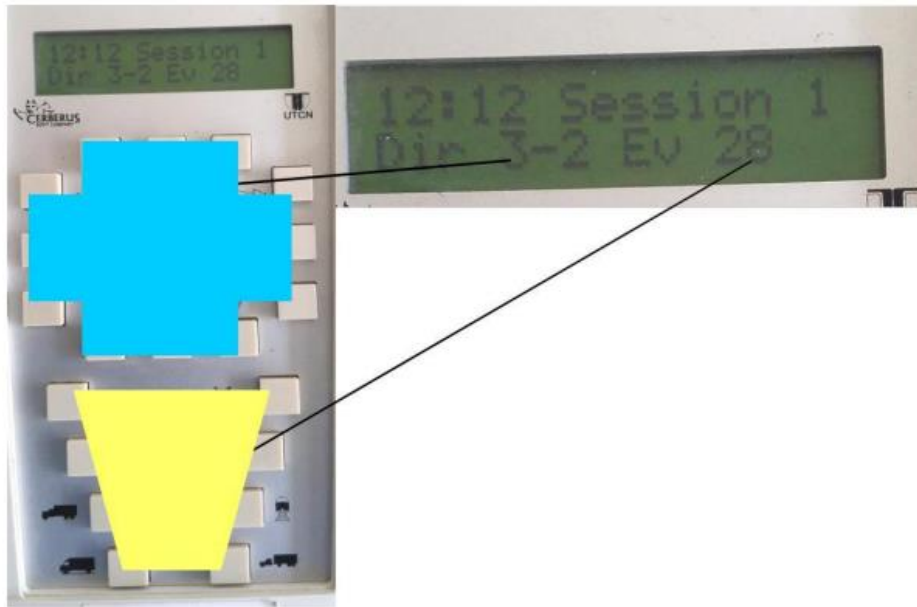 12:12 Session 1
Dir 3-2 Ev 28
CERBERUS
UTCN
12:12 Session 1
Dir 3-2 Ev 28